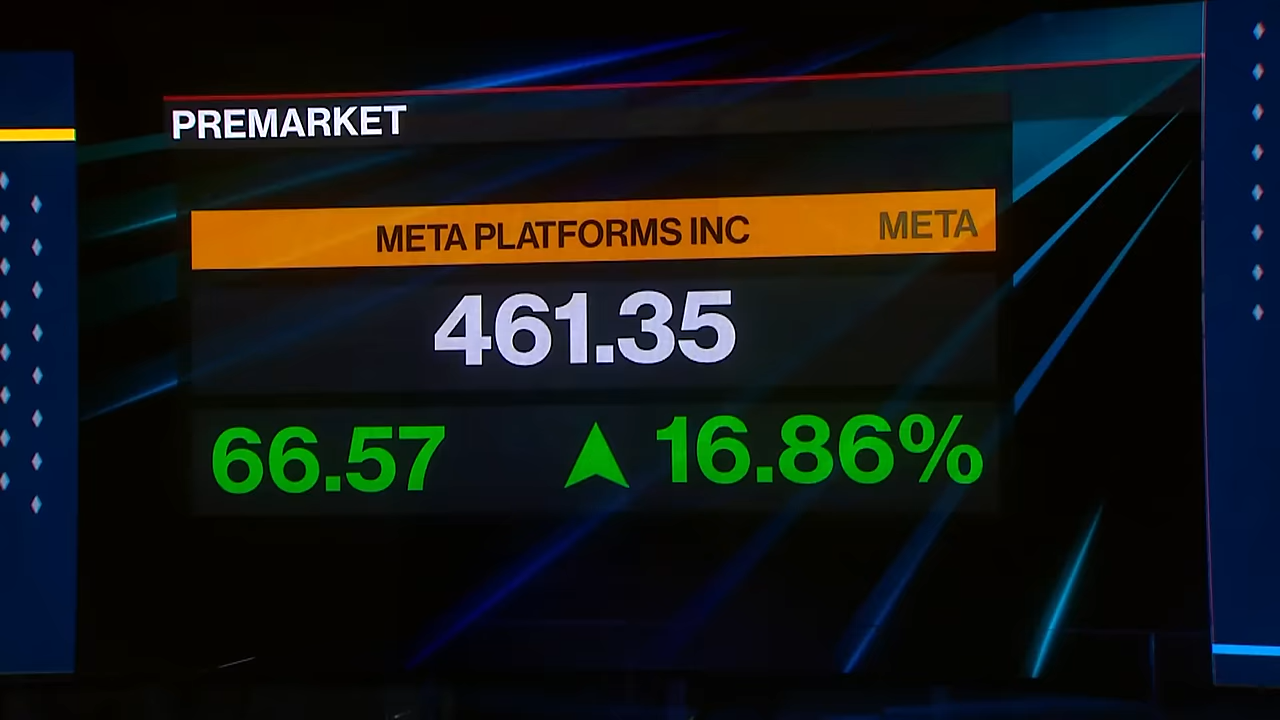 PREMARKET
META PLATFORMS INC META
461.35
66.57 ▲ 16.86%